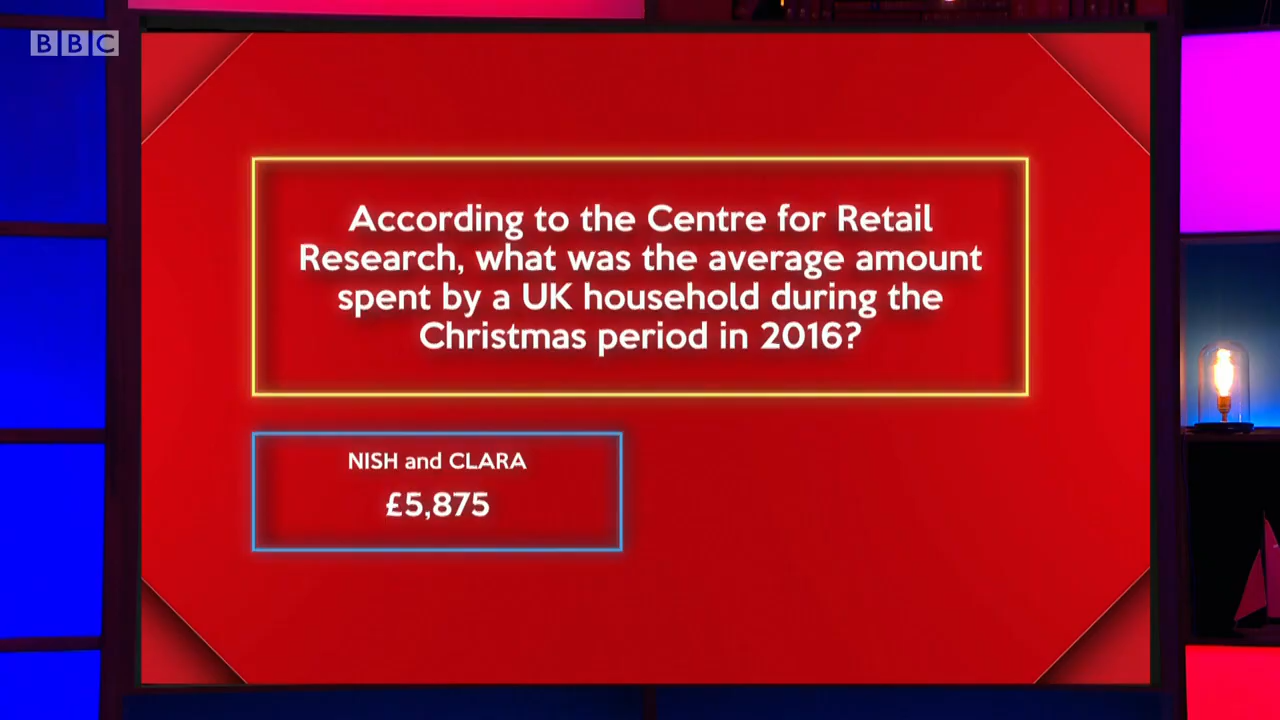 BBC
According to the Centre for Retail
Research, what was the average amount
spent by a UK household during the
Christmas period in 2016?
NISH and CLARA
£5,875